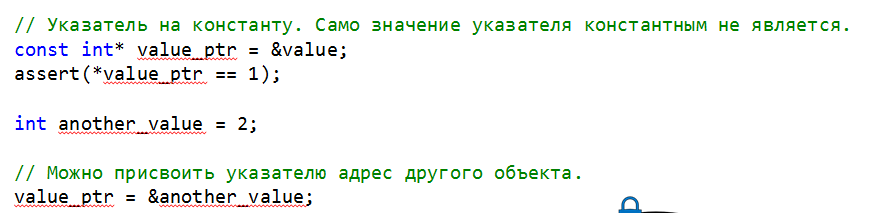 // Указатель на константу. Само значение указателя константным не является.
const int* value_ptr = &value;
assert(*value_ptr == 1);
int another_value = 2;
// Можно присвоить указателю адрес другого объекта.
value_ptr = &another_value;